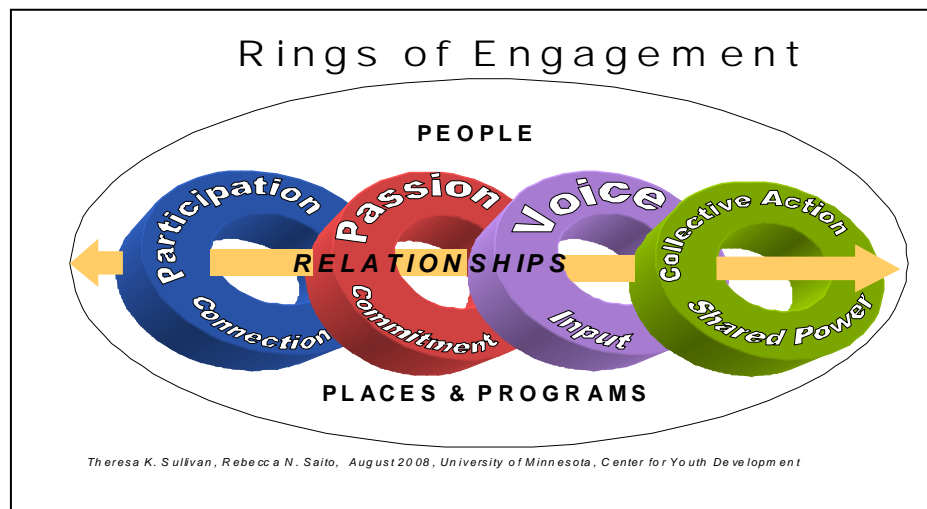 Rings of Engagement
PEOPLE
Participation
Connection
Passion
Commitment
Voice
Input
Collective Action
Shared Power
RELATIONSHIPS
PLACES & PROGRAMS
Theresa K. Sullivan, Rebecca N. Saito, August 2008, University of Minnesota, Center for Youth Development